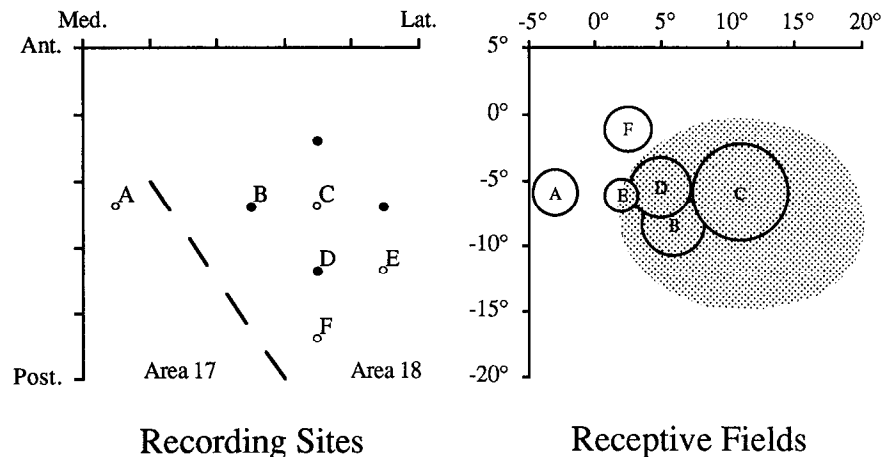 Med. Lat.
Ant.
A B C
D E
F
Area 17 Area 18
Post.
Recording Sites
-5° 0° 5° 10° 15° 20°
5°
0°
F
-5°
A E D C
B
-10°
-15°
-20°
Receptive Fields